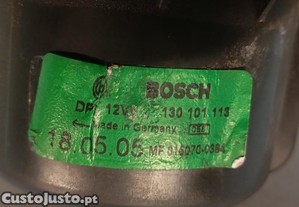 BOSCH
DPI 12V 130 101 113
Made in Germany
18.05.05
CustoJusto.pt